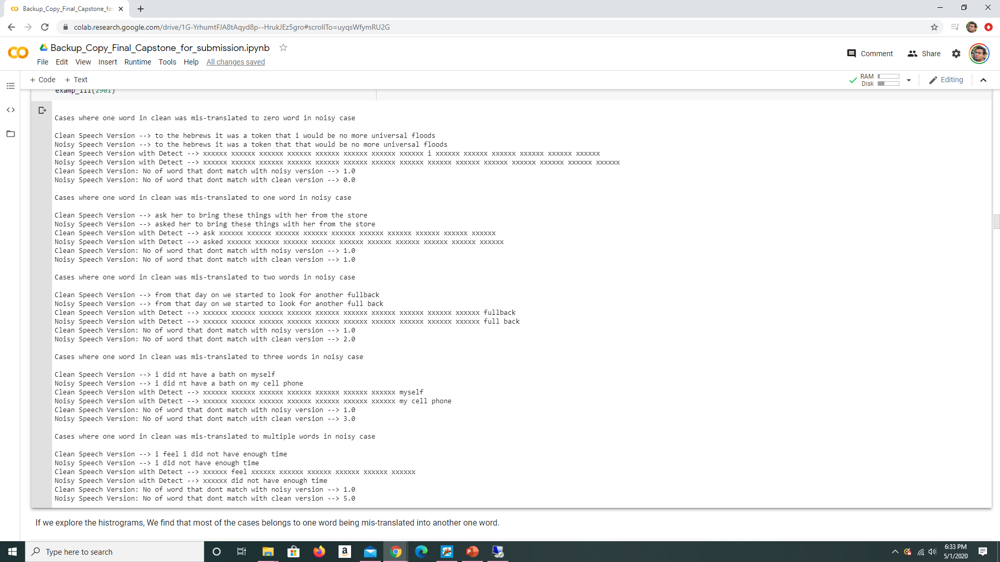 Backup_Copy_Final_Capstone_for
colab.research.google.com/drive/1G-YrhumtFJA8tAqyd8p--HrukJEz5gro#scrollTo=uyqsWfymRU2G
Backup_Copy_Final_Capstone_for_submission.ipynb
Comment
Share
File Edit View Insert Runtime Tools Help All changes saved
+ Code + Text
RAM
Disk
Editing
(2901)
Cases where one word in clean was mis-translated to zero word in noisy case
Clean Speech Version --> to the hebrews it was a token that i would be no more universal floods
Noisy Speech Version --> to the hebrews it was a token that that would be no more universal floods
Clean Speech Version with Detect --> xxxxxx xxxxxx xxxxxx xxxxxx xxxxxx xxxxxx xxxxxx xxxxxx i xxxxxx xxxxxx xxxxxx xxxxxx xxxxxx xxxxxx
Noisy Speech Version with Detect --> xxxxxx xxxxxx xxxxxx xxxxxx xxxxxx xxxxxx xxxxxx xxxxxx xxxxxx xxxxxx xxxxxx xxxxxx xxxxxx xxxxxx xxxxxx
Clean Speech Version: No of word that dont match with noisy version --> 1.0
Noisy Speech Version: No of word that dont match with clean version --> 0.0
Cases where one word in clean was mis-translated to one word in noisy case
Clean Speech Version --> ask her to bring these things with her from the store
Noisy Speech Version --> asked her to bring these things with her from the store
Clean Speech Version with Detect --> ask xxxxxx xxxxxx xxxxxx xxxxxx xxxxxx xxxxxx xxxxxx xxxxxx xxxxxx xxxxxx
Noisy Speech Version with Detect --> asked xxxxxx xxxxxx xxxxxx xxxxxx xxxxxx xxxxxx xxxxxx xxxxxx xxxxxx xxxxxx
Clean Speech Version: No of word that dont match with noisy version --> 1.0
Noisy Speech Version: No of word that dont match with clean version --> 1.0
Cases where one word in clean was mis-translated to two words in noisy case
Clean Speech Version --> from that day on we started to look for another fullback
Noisy Speech Version --> from that day on we started to look for another full back
Clean Speech Version with Detect --> xxxxxx xxxxxx xxxxxx xxxxxx xxxxxx xxxxxx xxxxxx xxxxxx xxxxxx xxxxxx fullback
Noisy Speech Version with Detect --> xxxxxx xxxxxx xxxxxx xxxxxx xxxxxx xxxxxx xxxxxx xxxxxx xxxxxx xxxxxx full back
Clean Speech Version: No of word that dont match with noisy version --> 1.0
Noisy Speech Version: No of word that dont match with clean version --> 2.0
Cases where one word in clean was mis-translated to three words in noisy case
Clean Speech Version --> i did nt have a bath on myself
Noisy Speech Version --> i did nt have a bath on my cell phone
Clean Speech Version with Detect --> xxxxxx xxxxxx xxxxxx xxxxxx xxxxxx xxxxxx xxxxxx myself
Noisy Speech Version with Detect --> xxxxxx xxxxxx xxxxxx xxxxxx xxxxxx xxxxxx xxxxxx my cell phone
Clean Speech Version: No of word that dont match with noisy version --> 1.0
Noisy Speech Version: No of word that dont match with clean version --> 3.0
Cases where one word in clean was mis-translated to multiple words in noisy case
Clean Speech Version --> i feel i did not have enough time
Noisy Speech Version --> i did not have enough time
Clean Speech Version with Detect --> xxxxxx feel xxxxxx xxxxxx xxxxxx xxxxxx xxxxxx xxxxxx
Noisy Speech Version with Detect --> xxxxxx did not have enough time
Clean Speech Version: No of word that dont match with noisy version --> 1.0
Noisy Speech Version: No of word that dont match with clean version --> 5.0
If we explore the histrograms, We find that most of the cases belongs to one word being mis-translated into another one word.
Type here to search
6:33 PM
5/1/2020